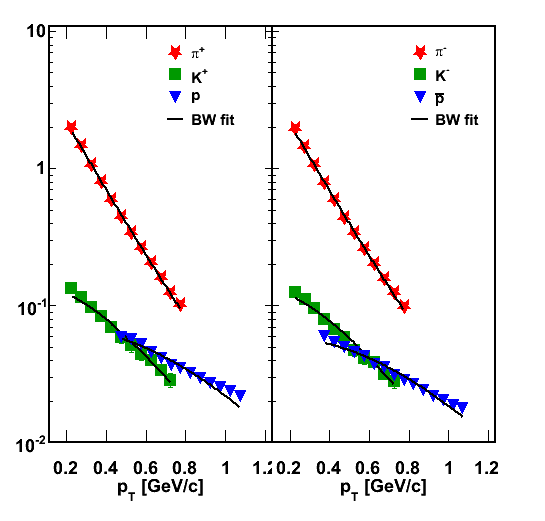 10
1
10⁻¹
10⁻²
π⁺
K⁺
p
BW fit
π⁻
K⁻
p̅
BW fit
0.2 0.4 0.6 0.8 1 1.2 0.2 0.4 0.6 0.8 1 1.2
p_T [GeV/c] p_T [GeV/c]